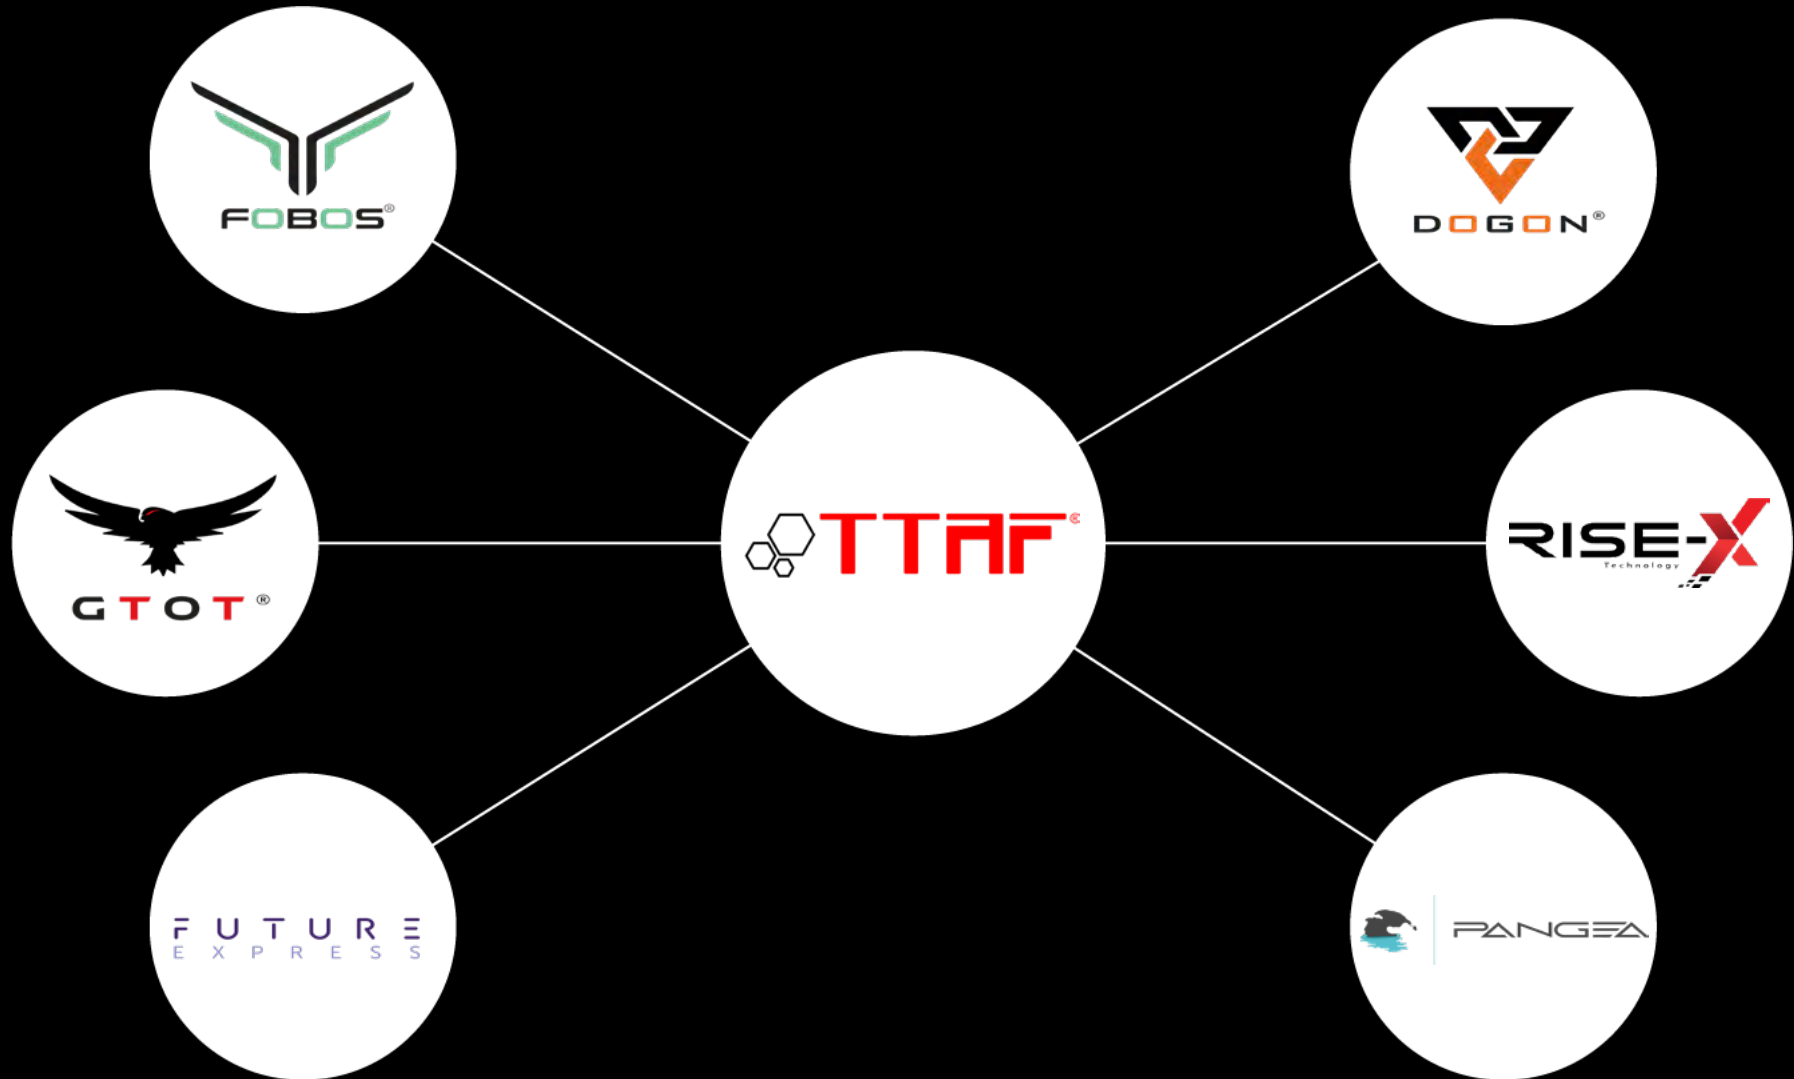 FOBOS®
DOGON®
GTOT®
TTAF®
RISE-X
Technology
FUTURE
EXPRESS
PANGEA